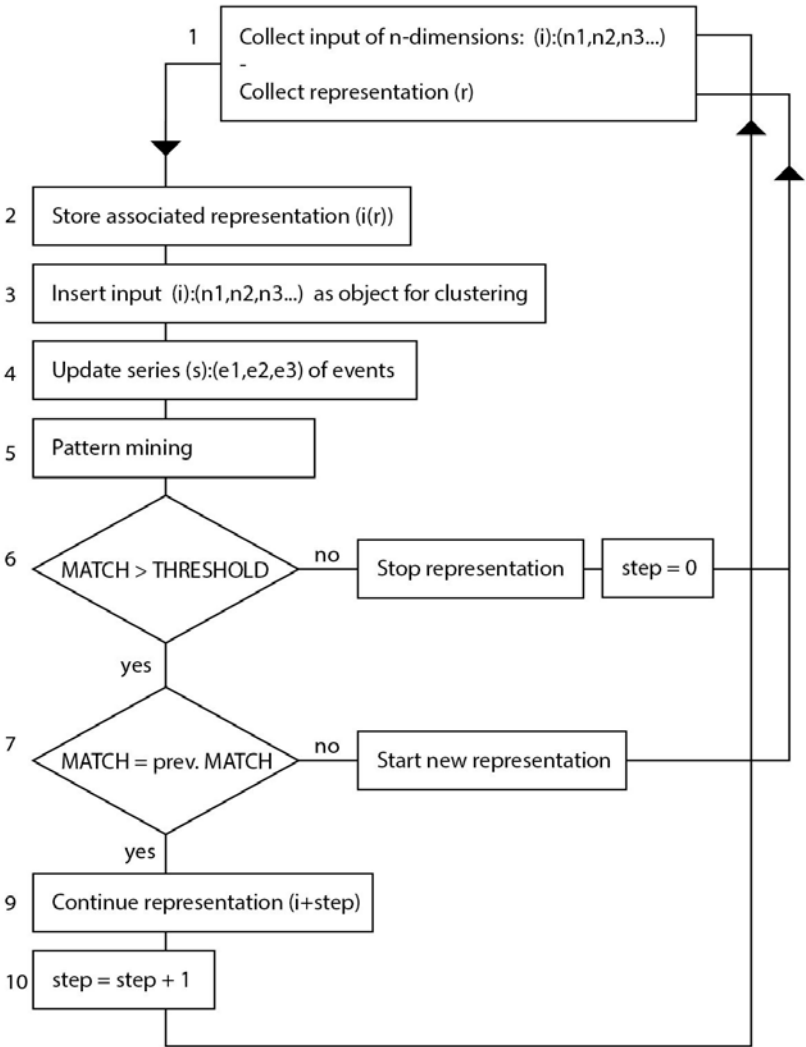 1
Collect input of n-dimensions:  (i):(n1,n2,n3...)
-
Collect representation (r)
2
Store associated representation (i(r))
3
Insert input  (i):(n1,n2,n3...)  as object for clustering
4
Update series (s):(e1,e2,e3) of events
5
Pattern mining
6
MATCH > THRESHOLD
no
Stop representation
step = 0
yes
7
MATCH = prev. MATCH
no
Start new representation
yes
9
Continue representation (i+step)
10
step = step + 1